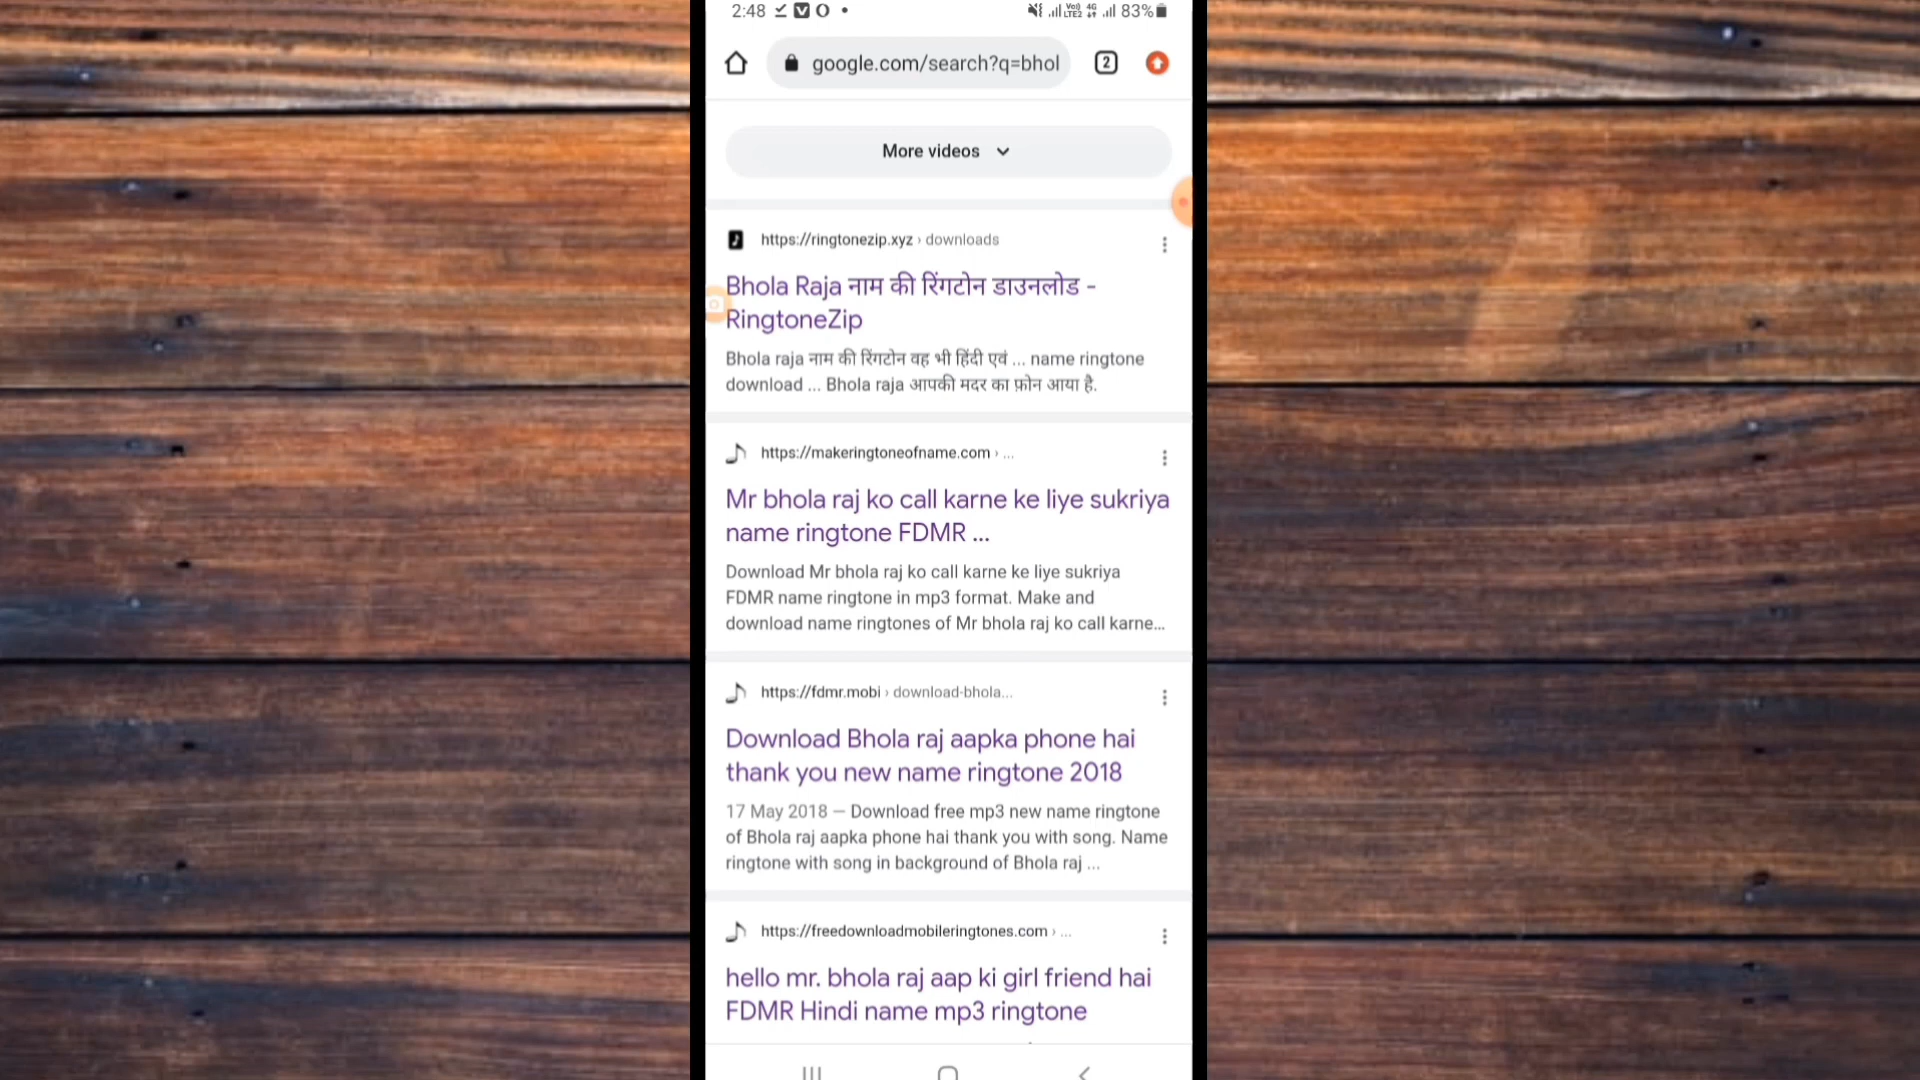 2:48
Vo) 4G
LTE2
83%
google.com/search?q=bhol
2
More videos
https://ringtonezip.xyz › downloads
Bhola Raja नाम की रिंगटोन डाउनलोड -
RingtoneZip
Bhola raja नाम की रिंगटोन वह भी हिंदी एवं ... name ringtone
download ... Bhola raja आपकी मदर का फ़ोन आया है.
https://makeringtoneofname.com › ...
Mr bhola raj ko call karne ke liye sukriya
name ringtone FDMR ...
Download Mr bhola raj ko call karne ke liye sukriya
FDMR name ringtone in mp3 format. Make and
download name ringtones of Mr bhola raj ko call karne...
https://fdmr.mobi › download-bhola...
Download Bhola raj aapka phone hai
thank you new name ringtone 2018
17 May 2018 — Download free mp3 new name ringtone
of Bhola raj aapka phone hai thank you with song. Name
ringtone with song in background of Bhola raj ...
https://freedownloadmobileringtones.com › ...
hello mr. bhola raj aap ki girl friend hai
FDMR Hindi name mp3 ringtone